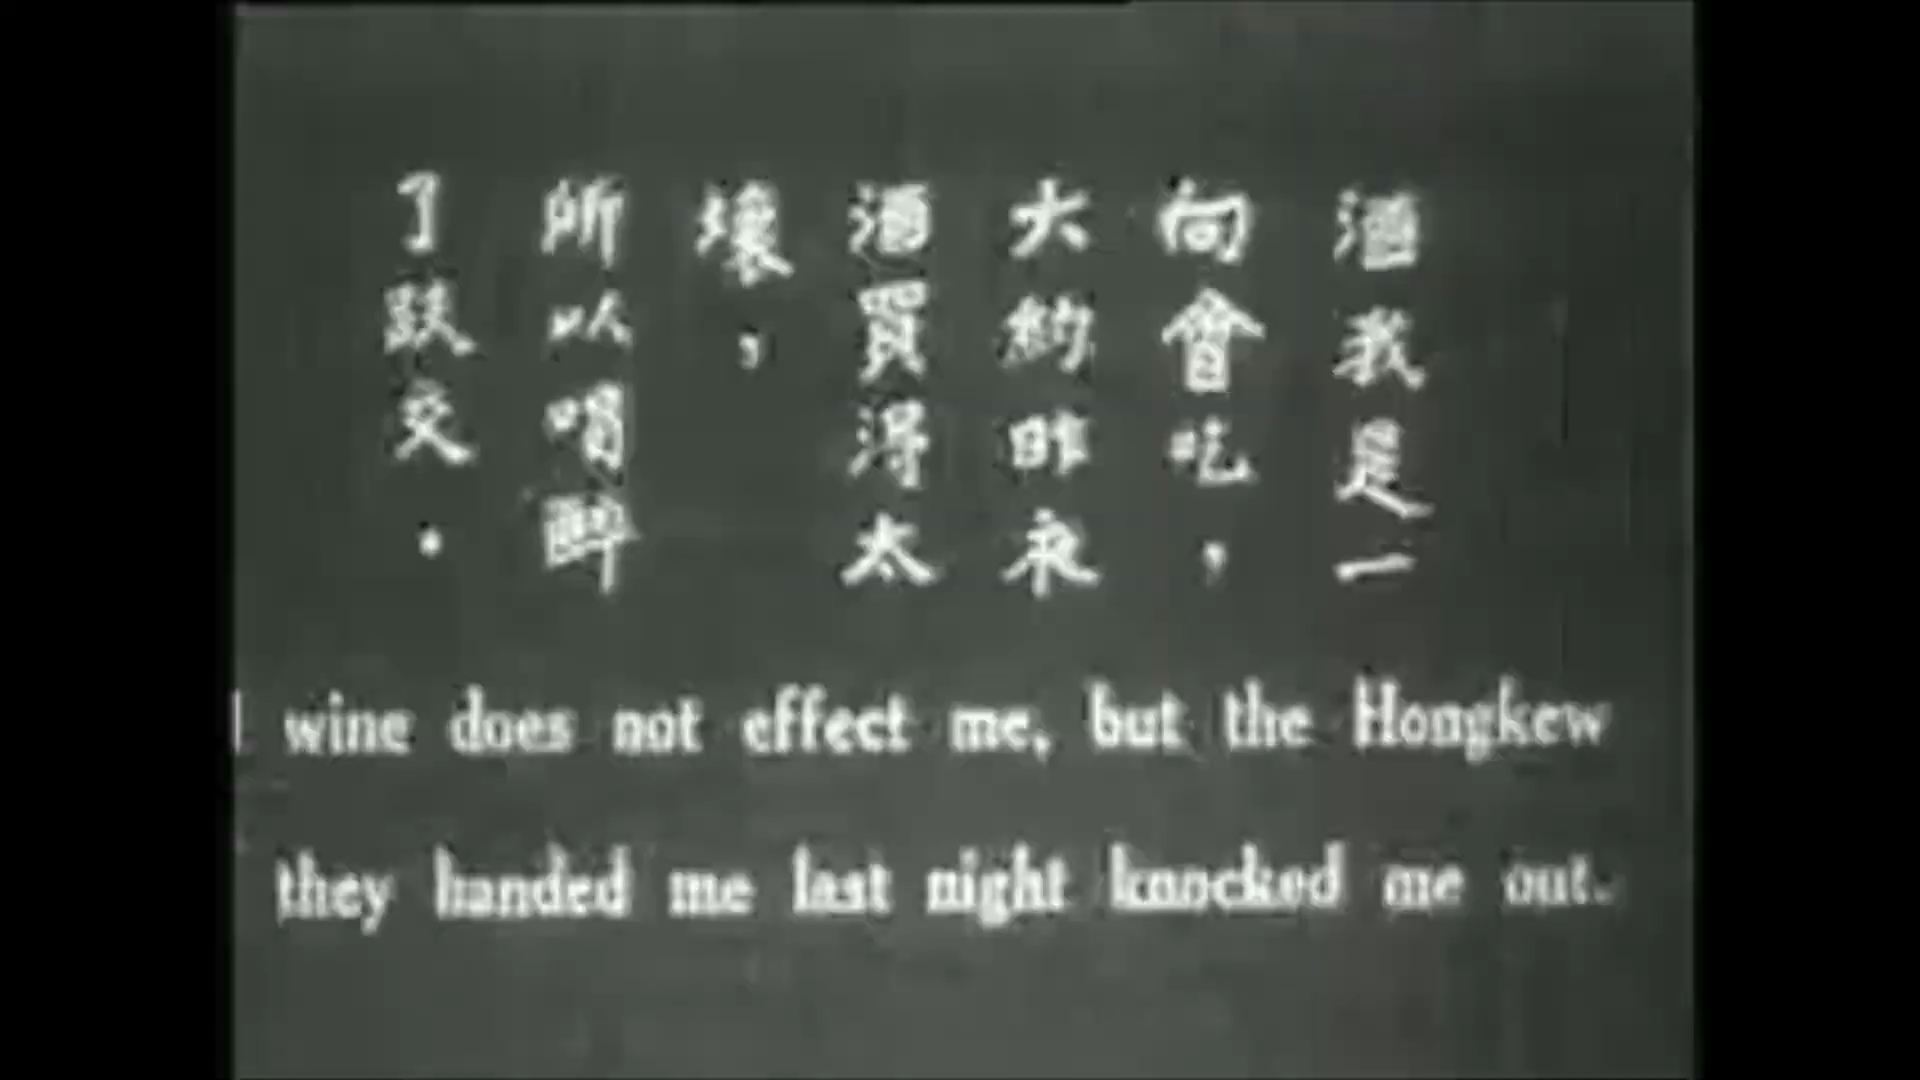 酒我是一
向會吃，
大約昨夜
酒買得太
壞，
所以醉
了跌交．
wine does not effect me, but the Hongkew
they handed me last night knocked me out.